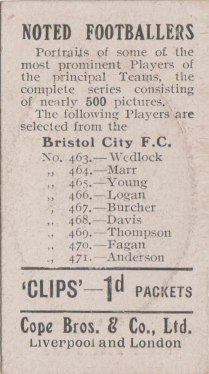 NOTED FOOTBALLERS
Portraits of some of the
most prominent Players of
the principal Teams, the
complete series consisting
of nearly 500 pictures.
The following Players are
selected from the
Bristol City F.C.
No. 463.—Wedlock
,, 464.—Marr
,, 465.—Young
,, 466.—Logan
,, 467.—Burcher
,, 468.—Davis
,, 469.—Thompson
,, 470.—Fagan
,, 471.—Anderson
'CLIPS'—1d PACKETS
Cope Bros. & Co., Ltd.
Liverpool and London